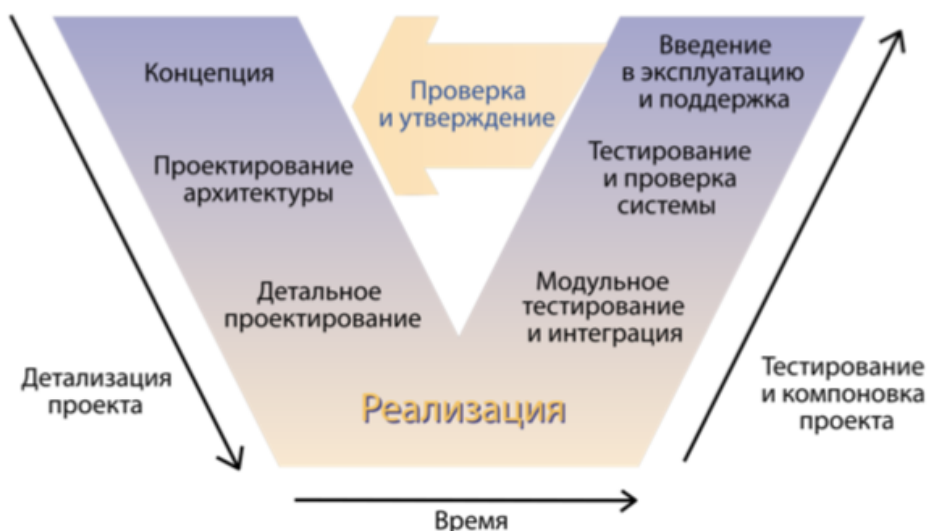 Концепция
Проектирование
архитектуры
Детальное
проектирование
Реализация
Проверка
и утверждение
Введение
в эксплуатацию
и поддержка
Тестирование
и проверка
системы
Модульное
тестирование
и интеграция
Детализация
проекта
Тестирование
и компоновка
проекта
Время